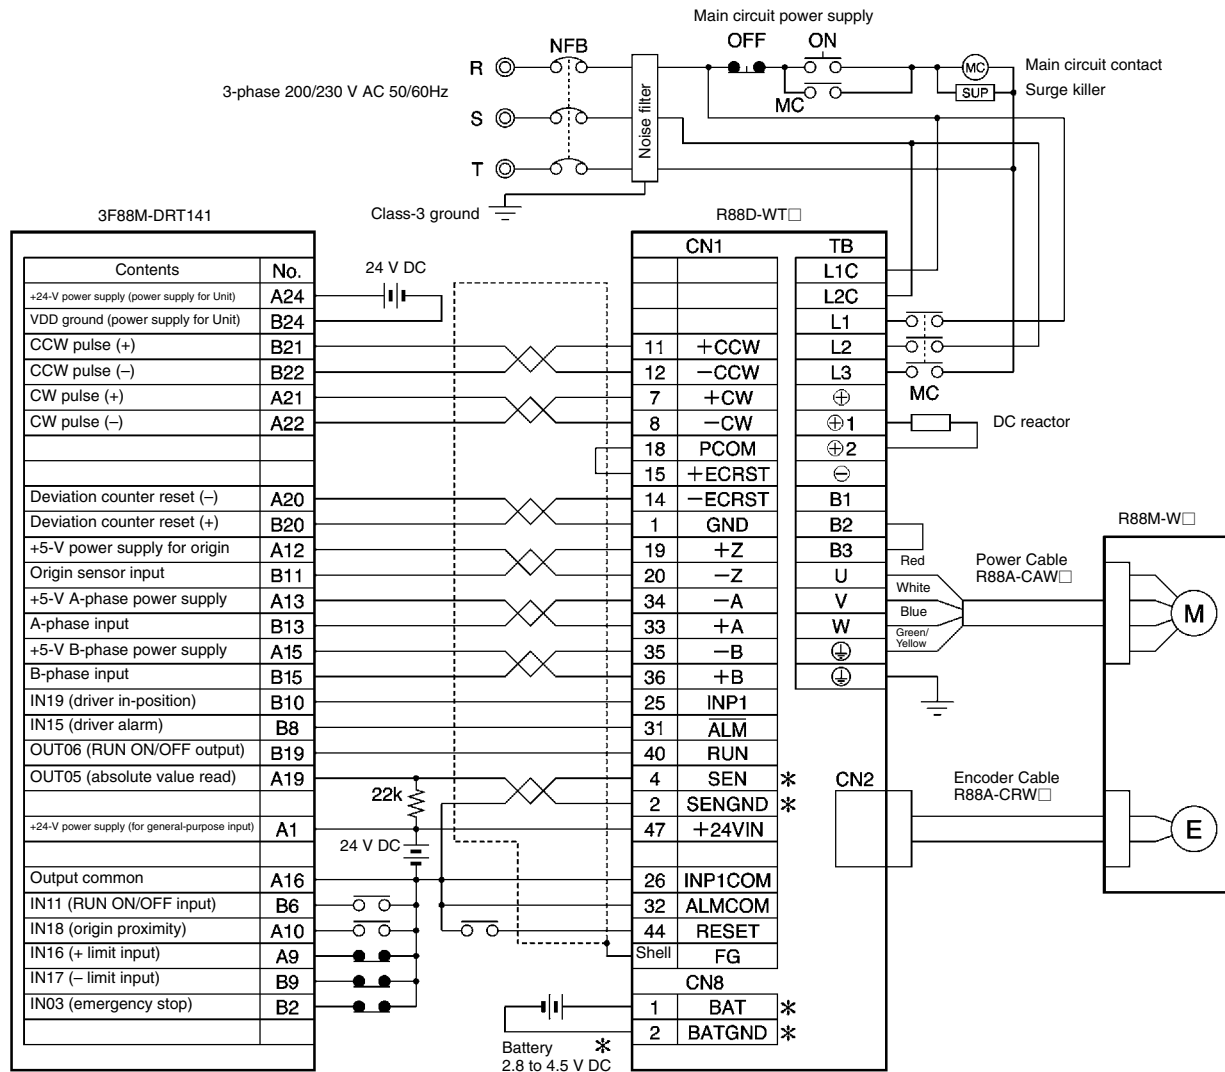 Main circuit power supply
OFF ON
NFB
R
MC
Main circuit contact
3-phase 200/230 V AC 50/60Hz
MC
SUP
Surge killer
S
Noise filter
T
Class-3 ground
3F88M-DRT141
R88D-WT□
CN1 TB
Contents No.
24 V DC
L1C
+24-V power supply (power supply for Unit) A24
L2C
VDD ground (power supply for Unit) B24
L1
CCW pulse (+) B21
11 +CCW L2
CCW pulse (–) B22
12 −CCW L3
CW pulse (+) A21
7 +CW ⊕
MC
CW pulse (–) A22
8 −CW ⊕1
DC reactor
18 PCOM ⊕2
15 +ECRST ⊖
Deviation counter reset (–) A20
14 −ECRST B1
Deviation counter reset (+) B20
1 GND B2
R88M-W□
+5-V power supply for origin A12
19 +Z B3
Red
Power Cable
R88A-CAW□
Origin sensor input B11
20 −Z U
White
+5-V A-phase power supply A13
34 −A V
Blue
M
A-phase input B13
33 +A W
Green/
Yellow
+5-V B-phase power supply A15
35 −B
B-phase input B15
36 +B
IN19 (driver in-position) B10
25 INP1
IN15 (driver alarm) B8
31 ALM
OUT06 (RUN ON/OFF output) B19
40 RUN
OUT05 (absolute value read) A19
4 SEN *
CN2
Encoder Cable
R88A-CRW□
22k
2 SENGND *
+24-V power supply (for general-purpose input) A1
47 +24VIN
E
24 V DC
Output common A16
26 INP1COM
IN11 (RUN ON/OFF input) B6
32 ALMCOM
IN18 (origin proximity) A10
44 RESET
IN16 (+ limit input) A9
Shell FG
IN17 (– limit input) B9
CN8
IN03 (emergency stop) B2
1 BAT *
2 BATGND *
Battery *
2.8 to 4.5 V DC